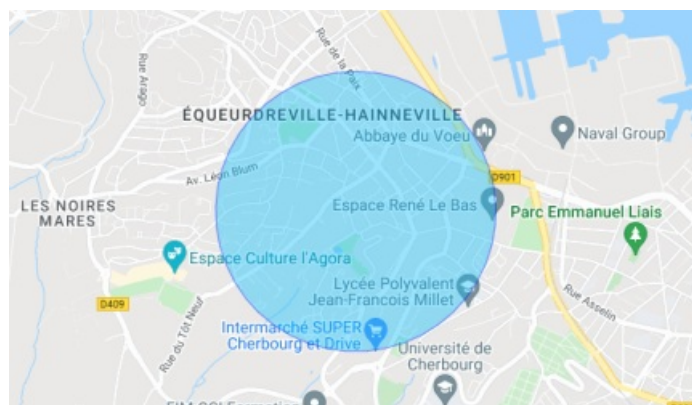 Rue de la Paix
Rue Arago
ÉQUEURDREVILLE-HAINNEVILLE
Abbaye du Voeu
Naval Group
Av. Léon Blum
D901
LES NOIRES
MARES
Espace René Le Bas
Parc Emmanuel Liais
Espace Culture l'Agora
Lycée Polyvalent
Jean-François Millet
D409
Rue du Tôt Neuf
Rue Asselin
Intermarché SUPER
Cherbourg et Drive
Université de
Cherbourg